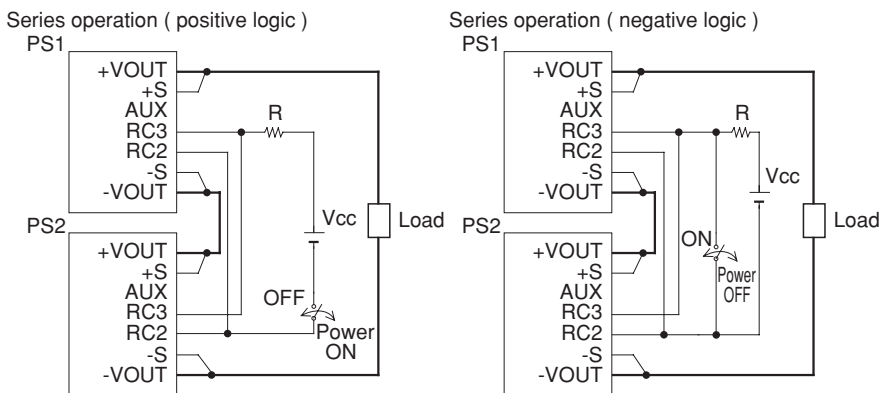 Series operation ( positive logic )
PS1
+VOUT
+S
AUX
RC3
RC2
-S
-VOUT
R
Vcc
Load
PS2
+VOUT
+S
AUX
RC3
RC2
-S
-VOUT
OFF
Power
ON
Series operation ( negative logic )
PS1
+VOUT
+S
AUX
RC3
RC2
-S
-VOUT
R
Vcc
Load
PS2
+VOUT
+S
AUX
RC3
RC2
-S
-VOUT
ON
Power
OFF